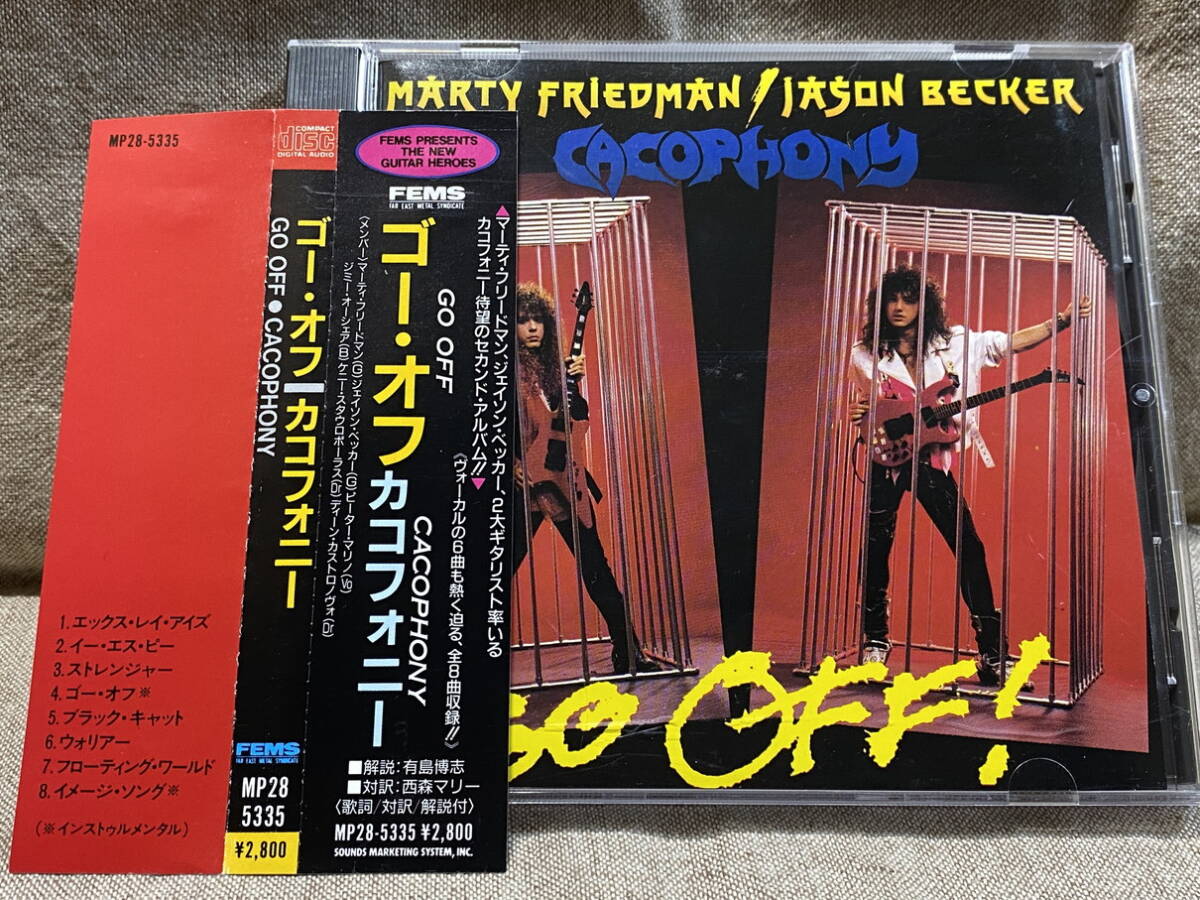 MP28-5335
1.エックス・レイ・アイズ
2.イー・エス・ピー
3.ストレンジャー
4.ゴー・オフ※
5.ブラック・キャット
6.ウォリアー
7.フローティング・ワールド
8.イメージ・ソング※
(※インストゥルメンタル)
COMPACT
disc
DIGITAL AUDIO
ゴー・オフ|カコフォニー
GO OFF●CACOPHONY
FEMS
FAR EAST METAL SYNDICATE
MP28
5335
¥2,800
FEMS PRESENTS
THE NEW
GUITAR HEROES
FEMS
FAR EAST METAL SYNDICATE
▲マーティ・フリードマン、ジェイソン・ベッカー、2大ギタリスト率いる
カコフォニー待望のセカンド・アルバム!!▼
《ヴォーカルの6曲も熱く迫る、全8曲収録!!》
GO OFF
CACOPHONY
ゴー・オフ カコフォニー
〈メンバー〉マーティ・フリードマン(G)ジェイソン・ベッカー(G)ピーター・マリノ(Vo)
ジミー・オーシェア(B)ケニー・スタウロポーラス(Dr)ディーン・カストロノヴォ(Dr)
■解説:有島博志
■対訳:西森マリー
〈歌詞/対訳/解説付〉
MP28-5335 ¥2,800
SOUNDS MARKETING SYSTEM, INC.
MARTY FRIEDMAN/JASON BECKER
CACOPHONY
GO OFF!